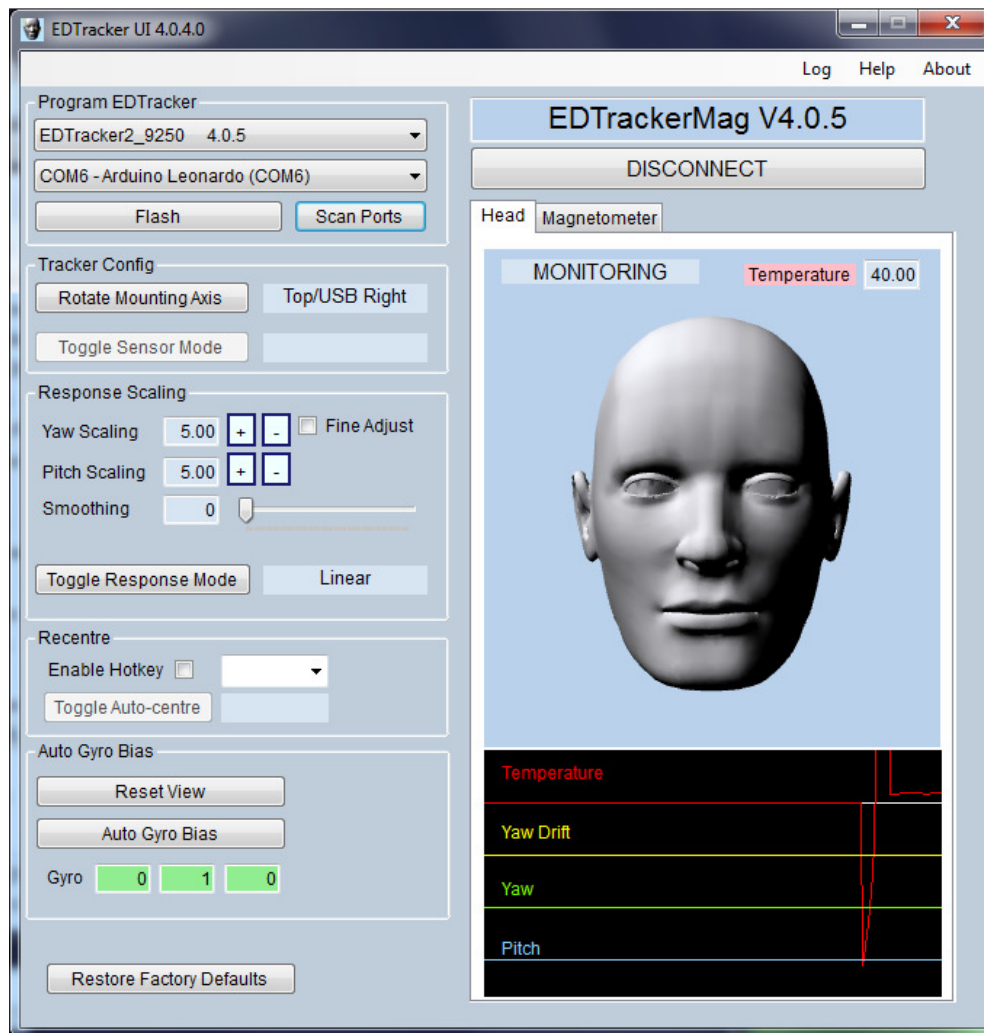 EDTracker UI 4.0.4.0
Log Help About
Program EDTracker
EDTracker2_9250 4.0.5
COM6 - Arduino Leonardo (COM6)
Flash Scan Ports
Tracker Config
Rotate Mounting Axis Top/USB Right
Toggle Sensor Mode
Response Scaling
Yaw Scaling 5.00 + - Fine Adjust
Pitch Scaling 5.00 + -
Smoothing 0
Toggle Response Mode Linear
Recentre
Enable Hotkey
Toggle Auto-centre
Auto Gyro Bias
Reset View
Auto Gyro Bias
Gyro 0 1 0
Restore Factory Defaults
EDTrackerMag V4.0.5
DISCONNECT
Head Magnetometer
MONITORING Temperature 40.00
Temperature
Yaw Drift
Yaw
Pitch